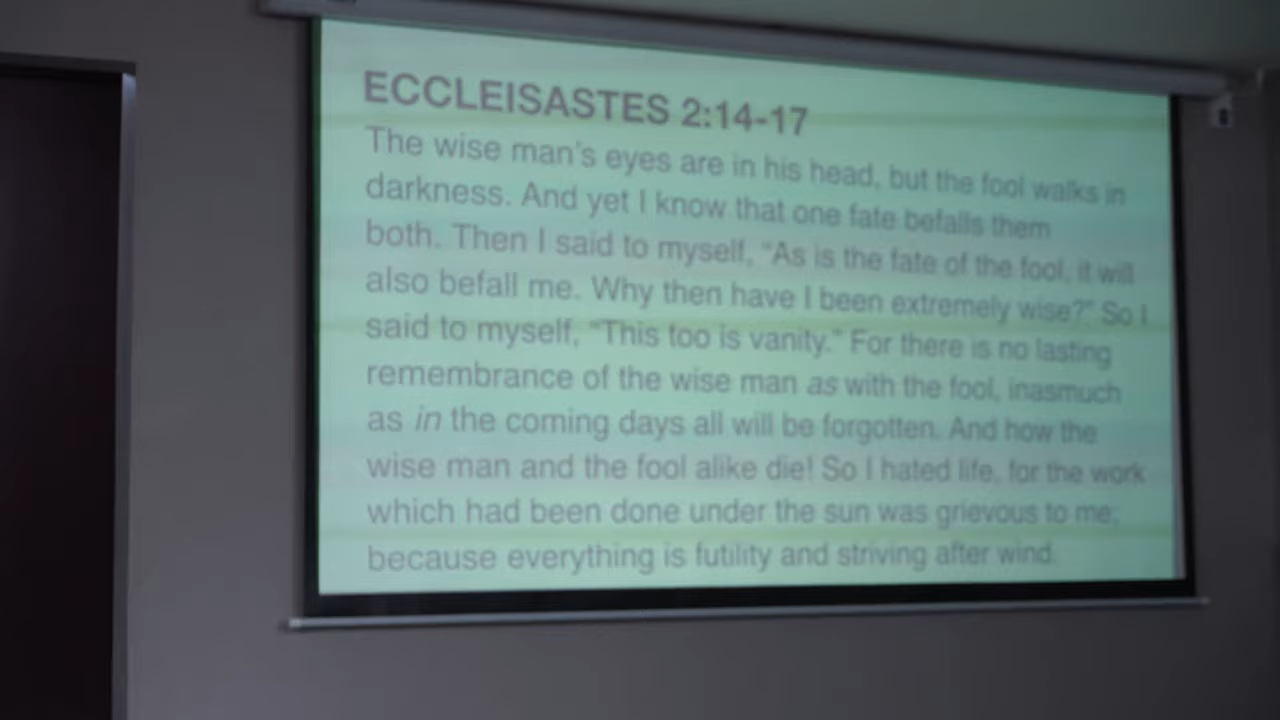 ECCLEISASTES 2:14-17
The wise man's eyes are in his head, but the fool walks in
darkness. And yet I know that one fate befalls them
both. Then I said to myself, “As is the fate of the fool, it will
also befall me. Why then have I been extremely wise?” So I
said to myself, “This too is vanity.” For there is no lasting
remembrance of the wise man as with the fool, inasmuch
as in the coming days all will be forgotten. And how the
wise man and the fool alike die! So I hated life, for the work
which had been done under the sun was grievous to me;
because everything is futility and striving after wind.